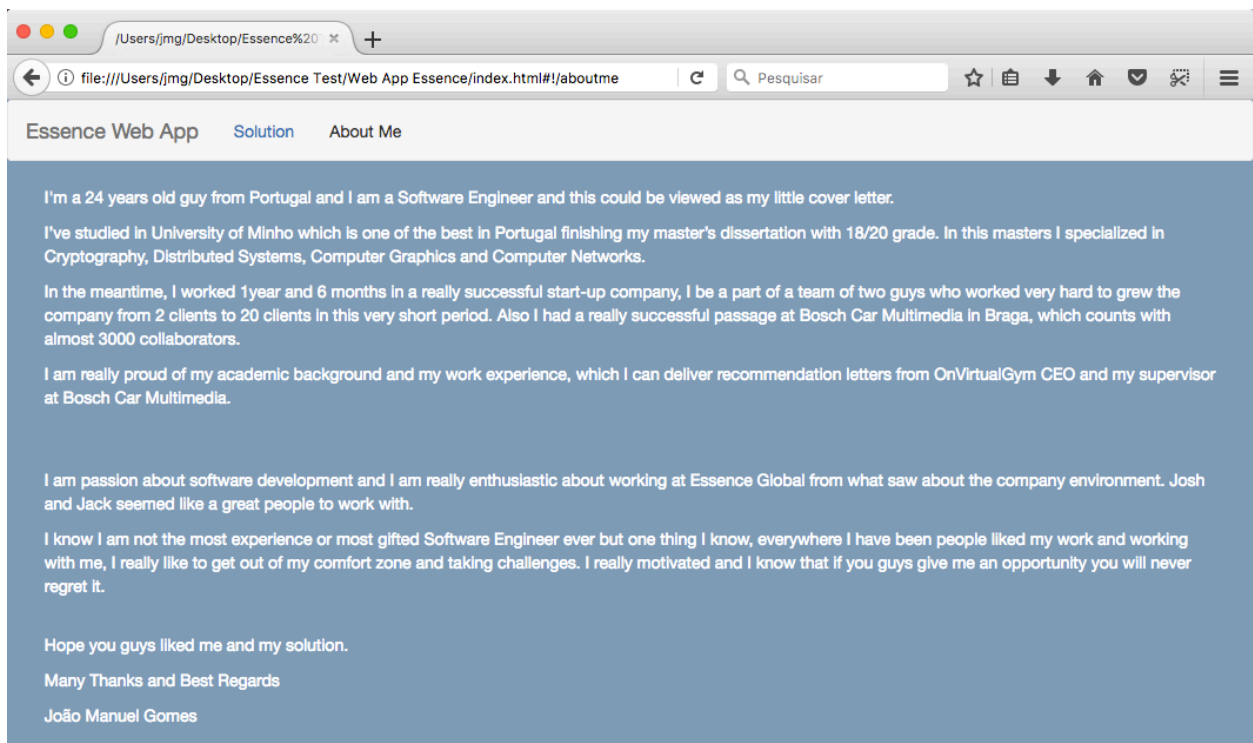 /Users/jmg/Desktop/Essence%20
file:///Users/jmg/Desktop/Essence Test/Web App Essence/index.html#!/aboutme
Pesquisar
Essence Web App Solution About Me
I'm a 24 years old guy from Portugal and I am a Software Engineer and this could be viewed as my little cover letter.
I've studied in University of Minho which is one of the best in Portugal finishing my master's dissertation with 18/20 grade. In this masters I specialized in
Cryptography, Distributed Systems, Computer Graphics and Computer Networks.
In the meantime, I worked 1year and 6 months in a really successful start-up company, I be a part of a team of two guys who worked very hard to grew the
company from 2 clients to 20 clients in this very short period. Also I had a really successful passage at Bosch Car Multimedia in Braga, which counts with
almost 3000 collaborators.
I am really proud of my academic background and my work experience, which I can deliver recommendation letters from OnVirtualGym CEO and my supervisor
at Bosch Car Multimedia.
I am passion about software development and I am really enthusiastic about working at Essence Global from what saw about the company environment. Josh
and Jack seemed like a great people to work with.
I know I am not the most experience or most gifted Software Engineer ever but one thing I know, everywhere I have been people liked my work and working
with me, I really like to get out of my comfort zone and taking challenges. I really motivated and I know that if you guys give me an opportunity you will never
regret it.
Hope you guys liked me and my solution.
Many Thanks and Best Regards
João Manuel Gomes